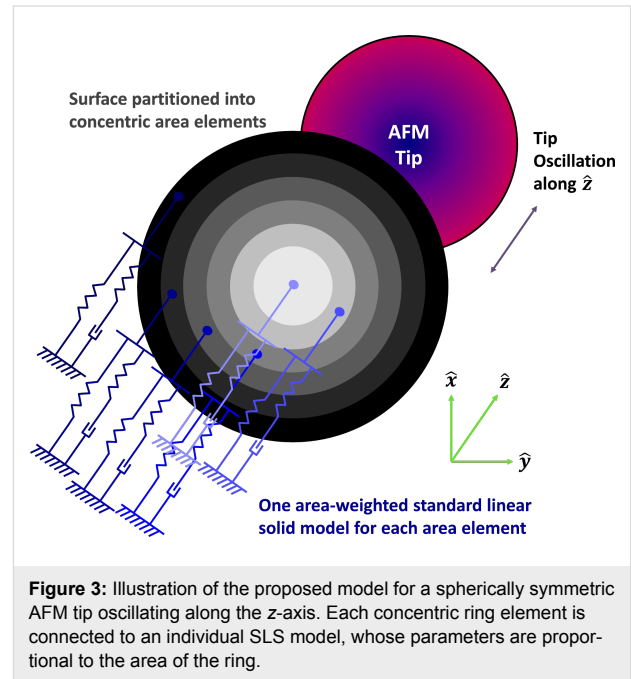 Surface partitioned into
concentric area elements
AFM
Tip
Tip
Oscillation
along ẑ
x̂
ẑ
ŷ
One area-weighted standard linear
solid model for each area element
Figure 3: Illustration of the proposed model for a spherically symmetric
AFM tip oscillating along the z-axis. Each concentric ring element is
connected to an individual SLS model, whose parameters are propor-
tional to the area of the ring.